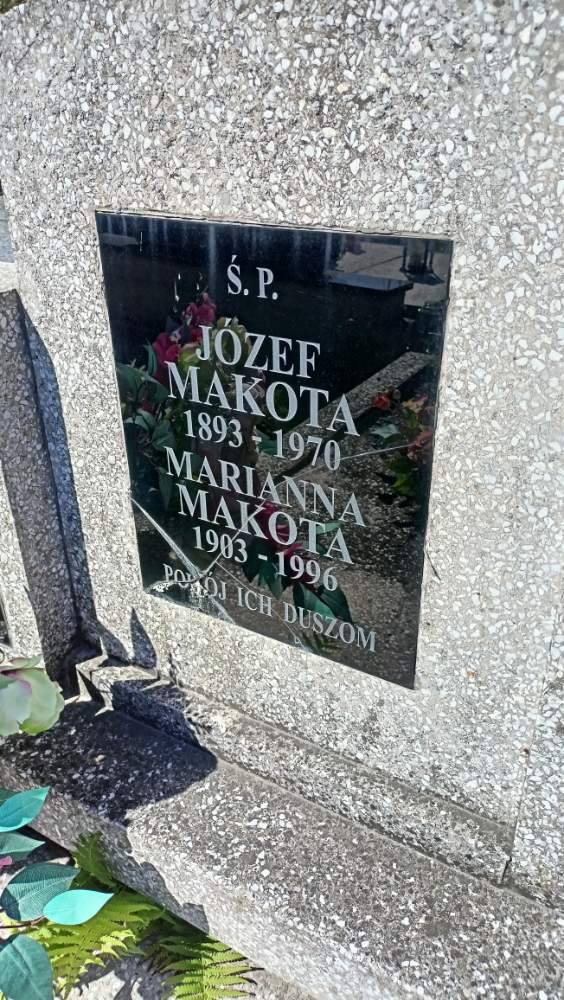 Ś. P.
JÓZEF
MAKOTA
1893 - 1970
MARIANNA
MAKOTA
1903 - 1996
POKÓJ ICH DUSZOM